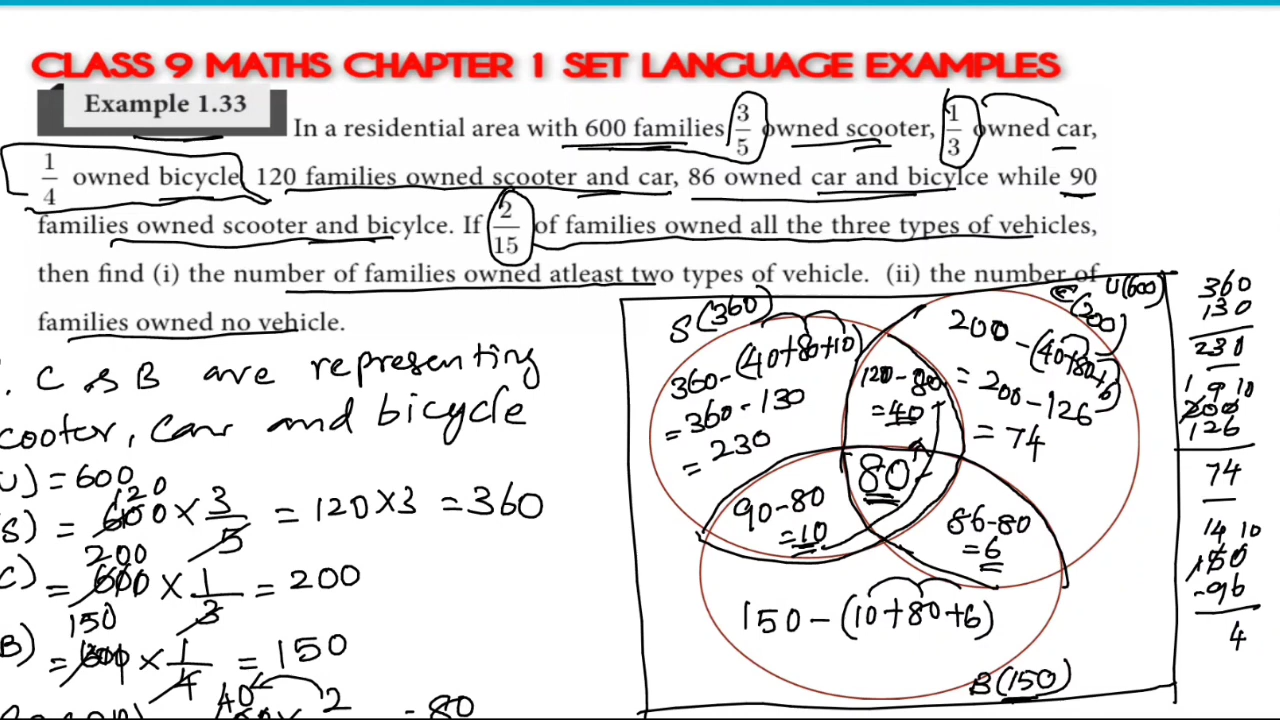 CLASS 9 MATHS CHAPTER 1 SET LANGUAGE EXAMPLES
Example 1.33
In a residential area with 600 families 3/5 owned scooter, 1/3 owned car,
1/4 owned bicycle, 120 families owned scooter and car, 86 owned car and bicylce while 90
families owned scooter and bicylce. If 2/15 of families owned all the three types of vehicles,
then find (i) the number of families owned atleast two types of vehicle. (ii) the number of
families owned no vehicle.
. C & B are representing
cooter, car and bicycle
U) = 600
S) = 600 × 3/5 = 120 × 3 = 360
120
C) = 600 × 1/3 = 200
200
B) = 600 × 1/4 = 150
150
40
2
= 80
U(600)
S(360)
C(200)
360-(40+80+10)
= 360-130
= 230
120-80
= 40
200-(40+80+6)
= 200-126
= 74
80
90-80
= 10
86-80
= 6
150-(10+80+6)
B(150)
360
130
230
1 9 10
200
126
74
14 10
150
-96
4